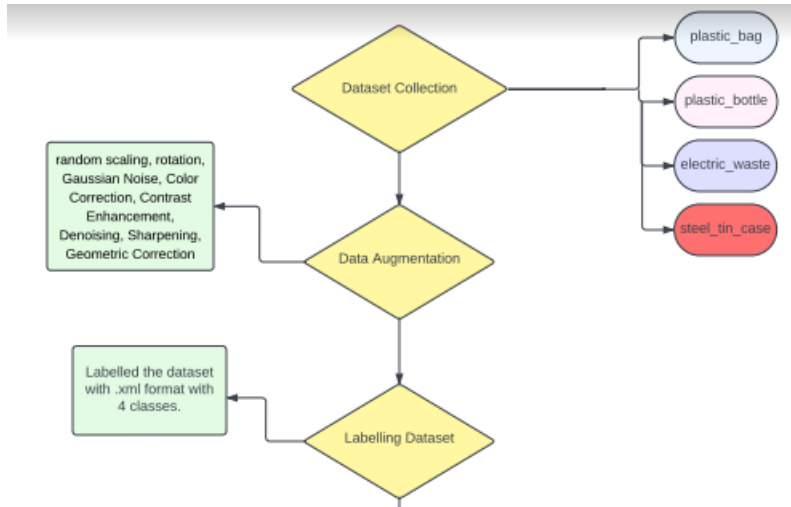 Dataset Collection
plastic_bag
plastic_bottle
electric_waste
steel_tin_case
random scaling, rotation,
Gaussian Noise, Color
Correction, Contrast
Enhancement,
Denoising, Sharpening,
Geometric Correction
Data Augmentation
Labelled the dataset
with .xml format with
4 classes.
Labelling Dataset